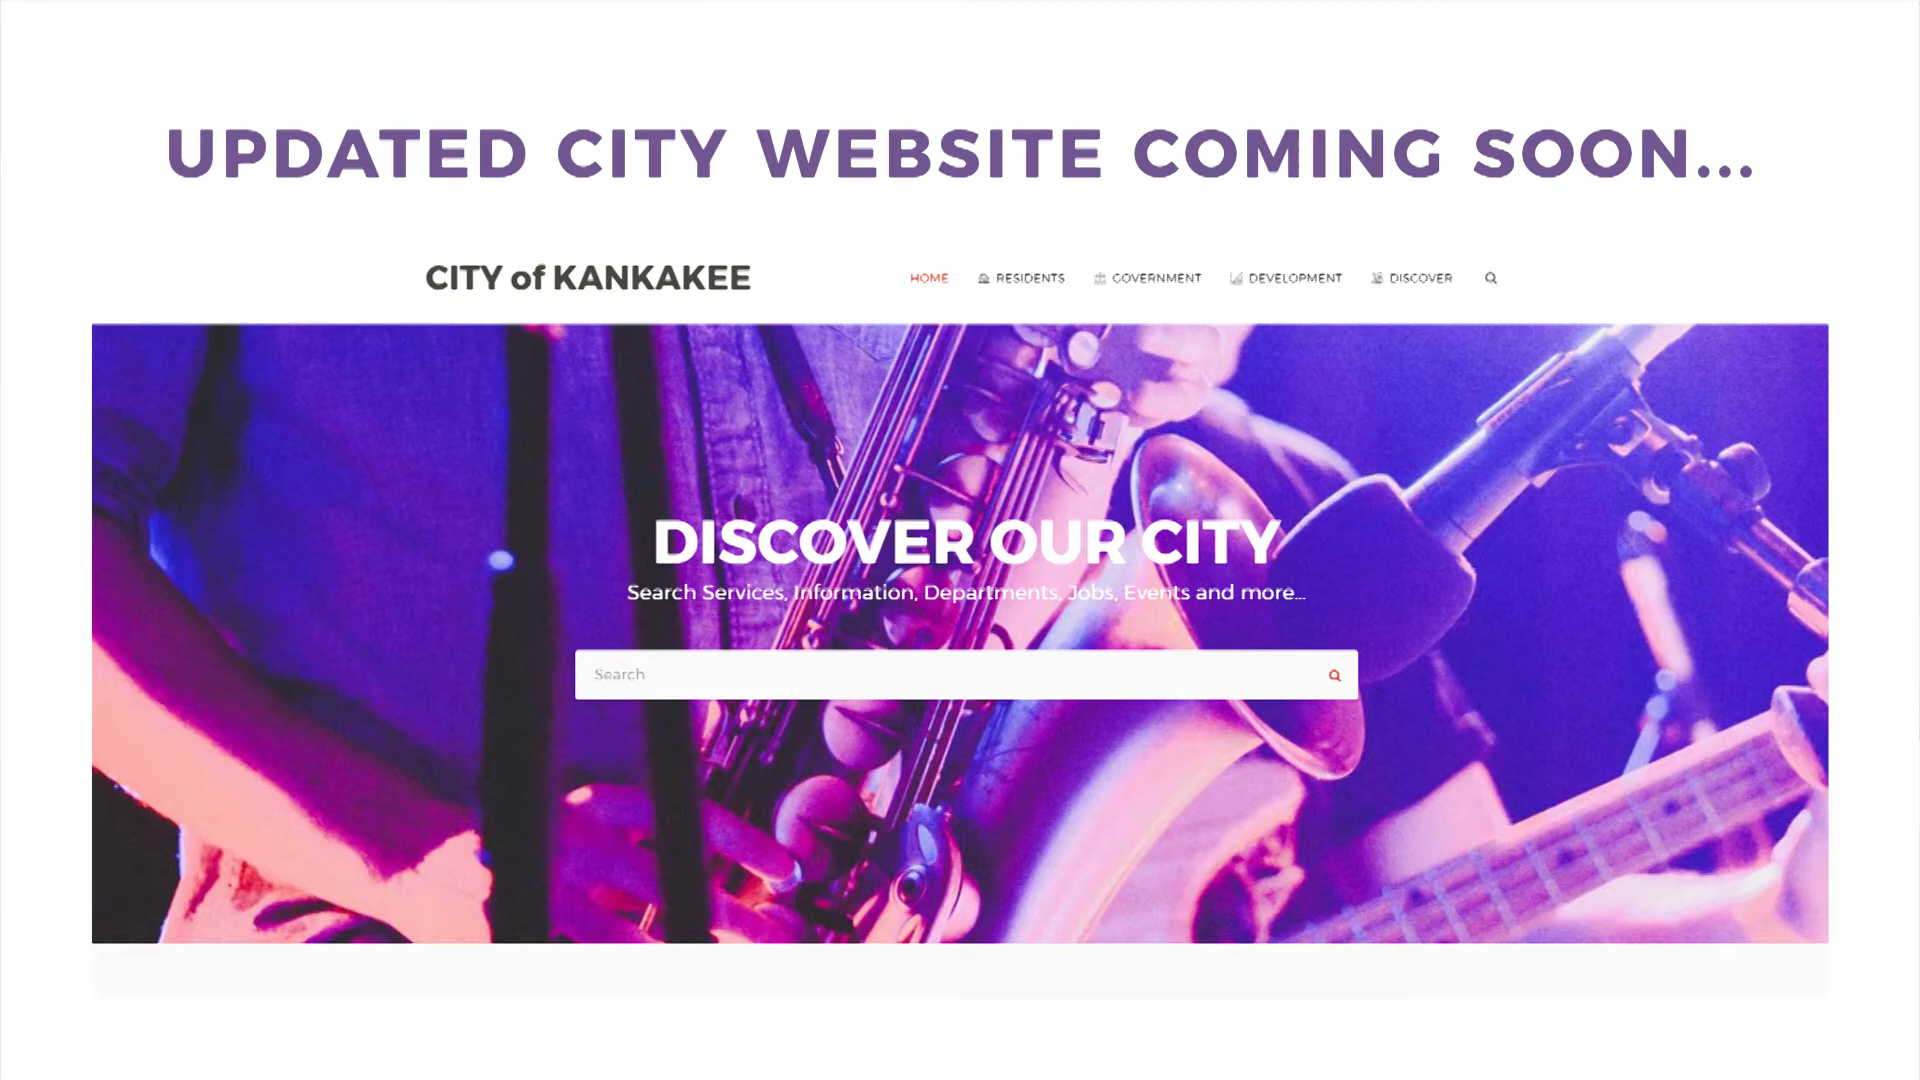 UPDATED CITY WEBSITE COMING SOON...
CITY of KANKAKEE
HOME RESIDENTS GOVERNMENT DEVELOPMENT DISCOVER
DISCOVER OUR CITY
Search Services, Information, Departments, Jobs, Events and more...
Search